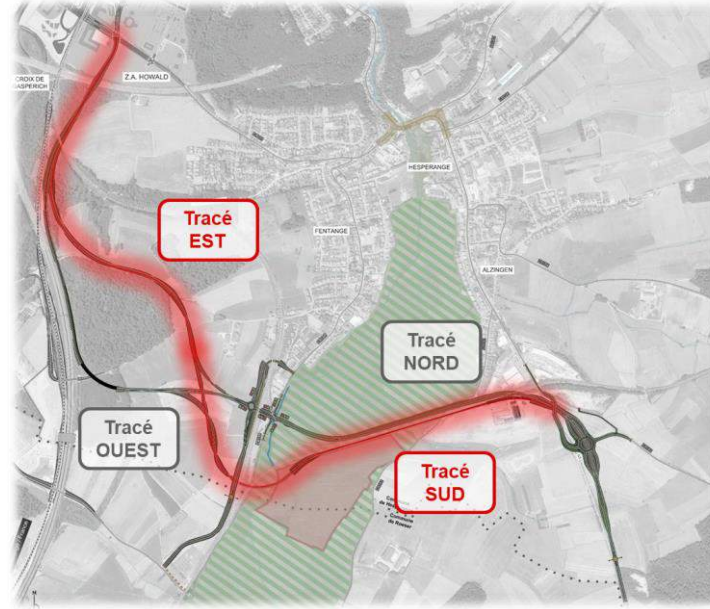 CROIX DE
GASPERICH
Z.A. HOWALD
HESPERANGE
Tracé
EST
FENTANGE
ALZINGEN
Tracé
NORD
Tracé
OUEST
Tracé
SUD
N